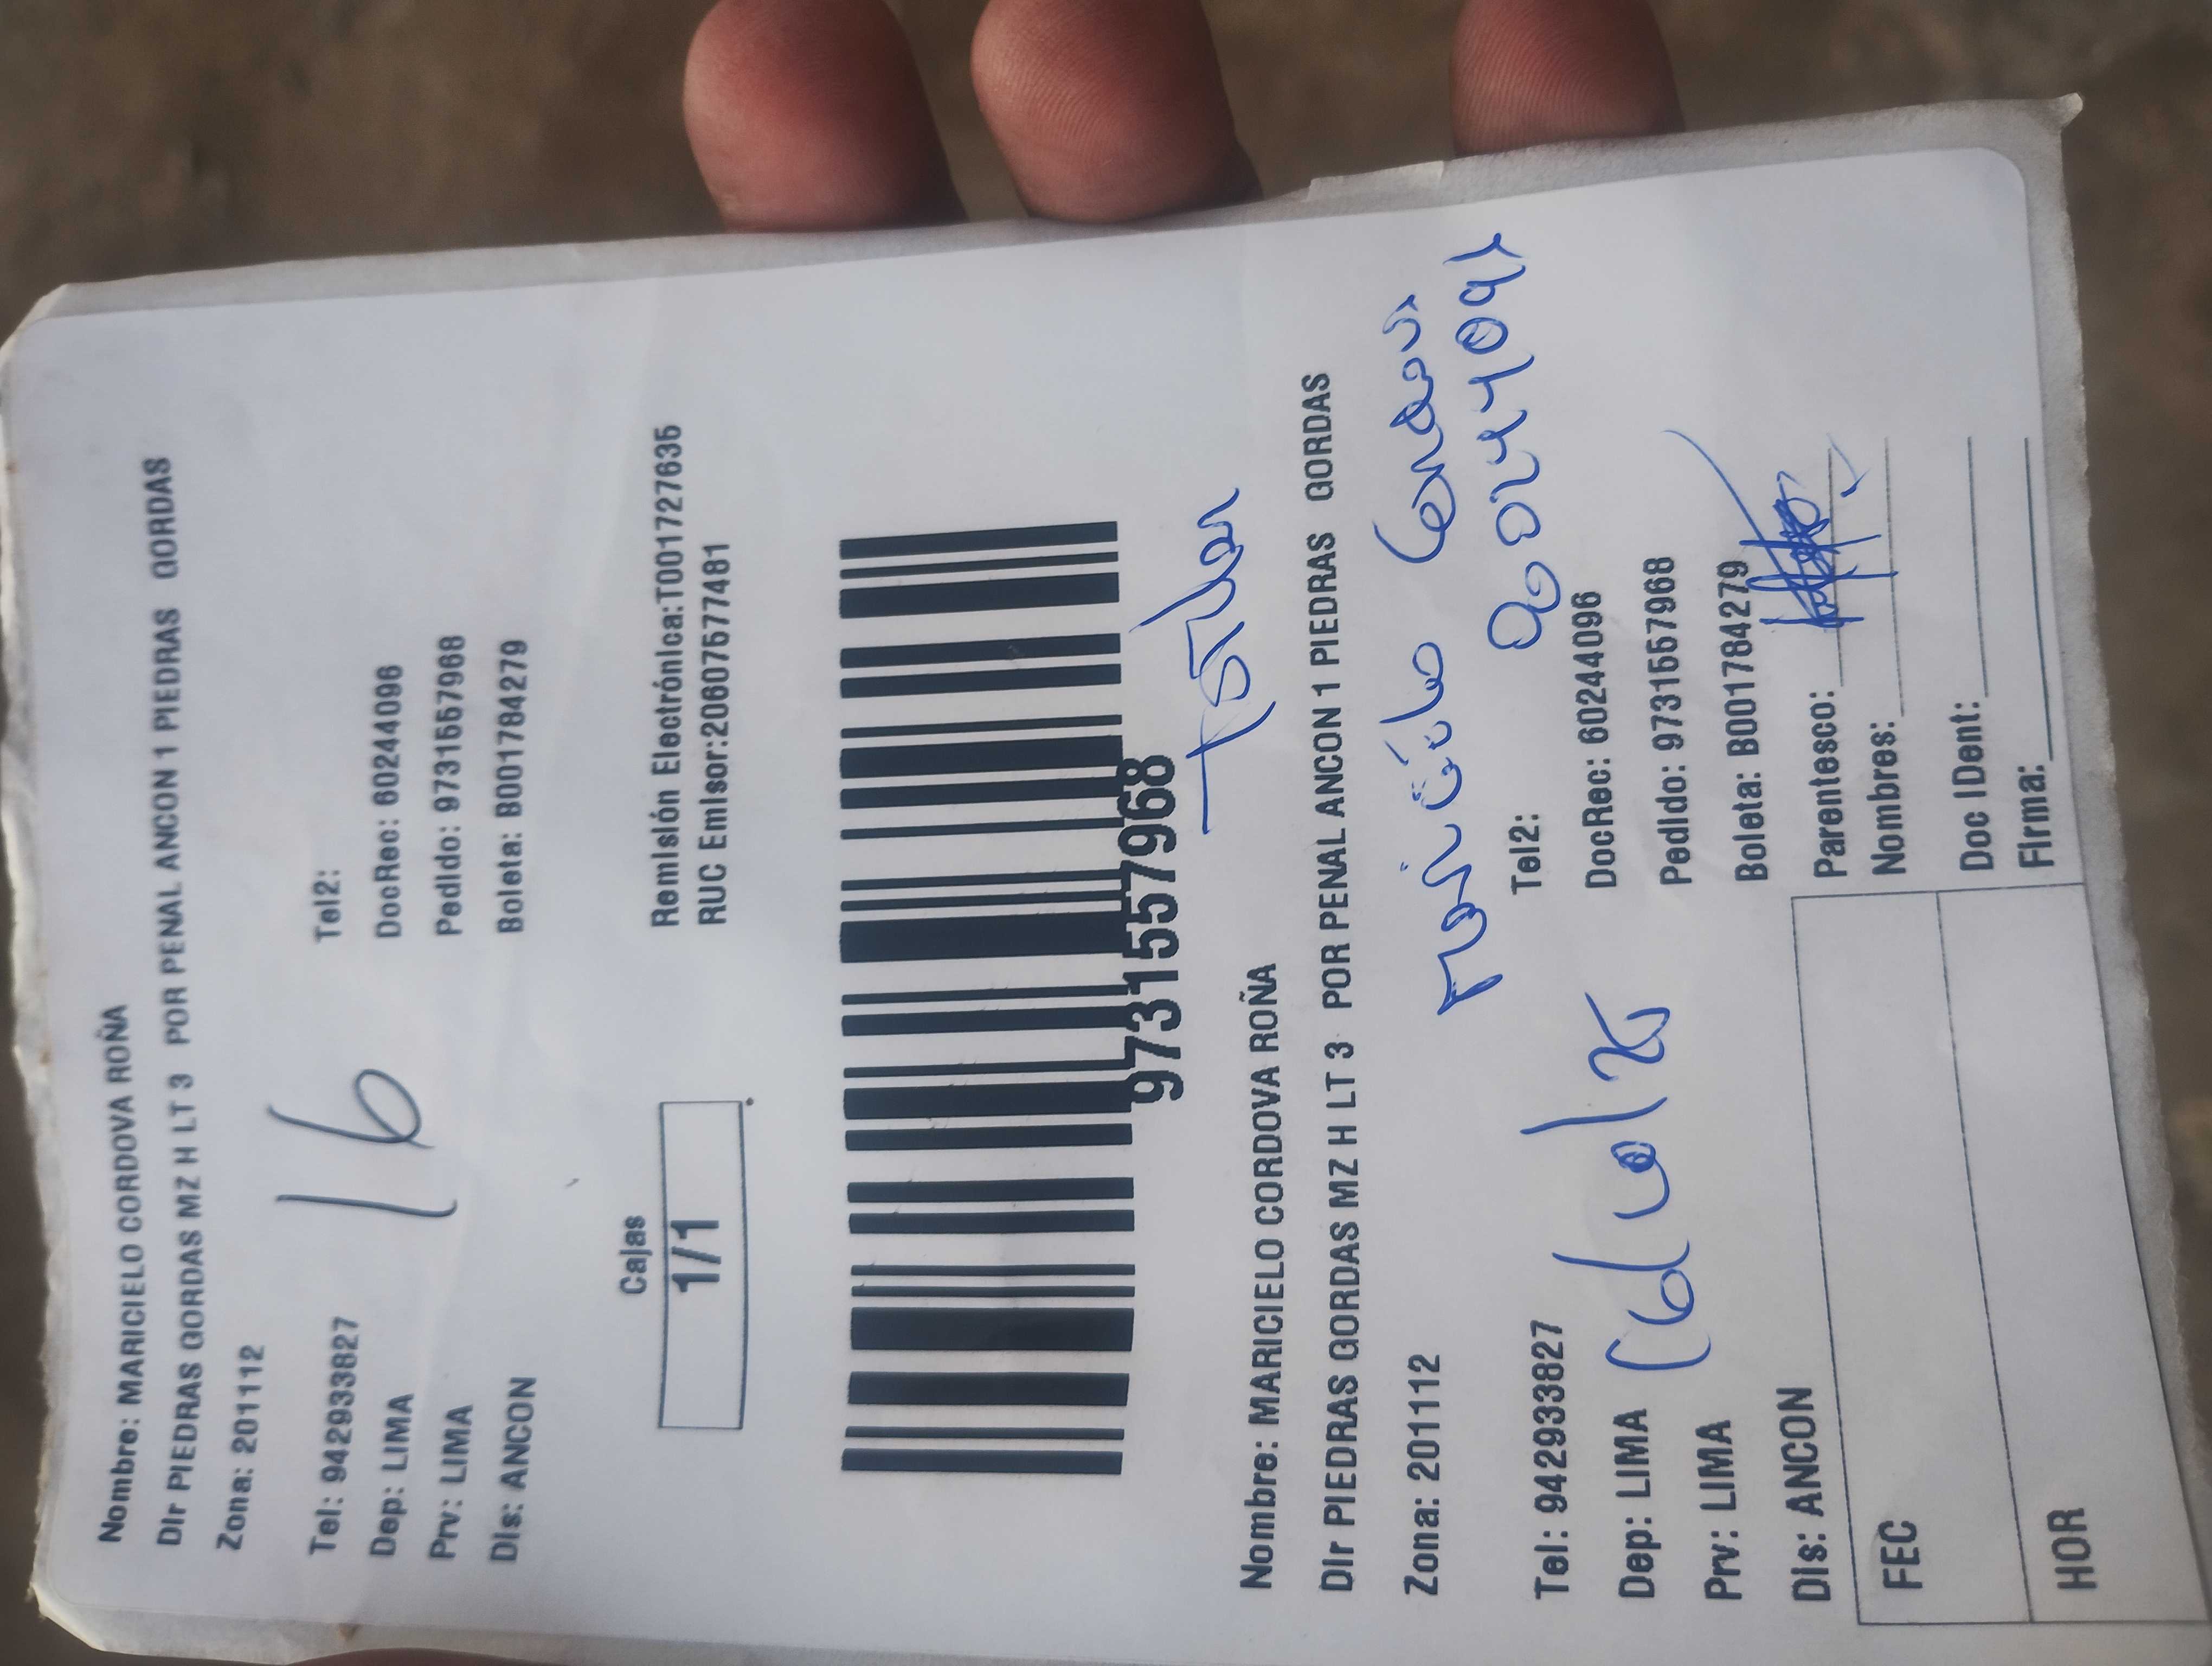 Nombre: MARICIELO CORDOVA ROÑA
Dir PIEDRAS GORDAS MZ H LT 3 POR PENAL ANCON 1 PIEDRAS GORDAS
Zona: 201112
16
Tel: 942933827 Tel2:
Dep: LIMA DocRec: 60244096
Prv: LIMA Pedido: 9731557968
Dis: ANCON Boleta: B001784279
Cajas
1/1
Remisión Electrónica:T001727635
RUC Emisor:20607577481
9731557968
Nombre: MARICIELO CORDOVA ROÑA
Dir PIEDRAS GORDAS MZ H LT 3 POR PENAL ANCON 1 PIEDRAS GORDAS
Zona: 201112
Tel: 942933827 Tel2:
Dep: LIMA DocRec: 60244096
Prv: LIMA Pedido: 9731557968
Dis: ANCON Boleta: B001784279
FEC Parentesco:
Nombres:
HOR Doc IDent:
Firma: